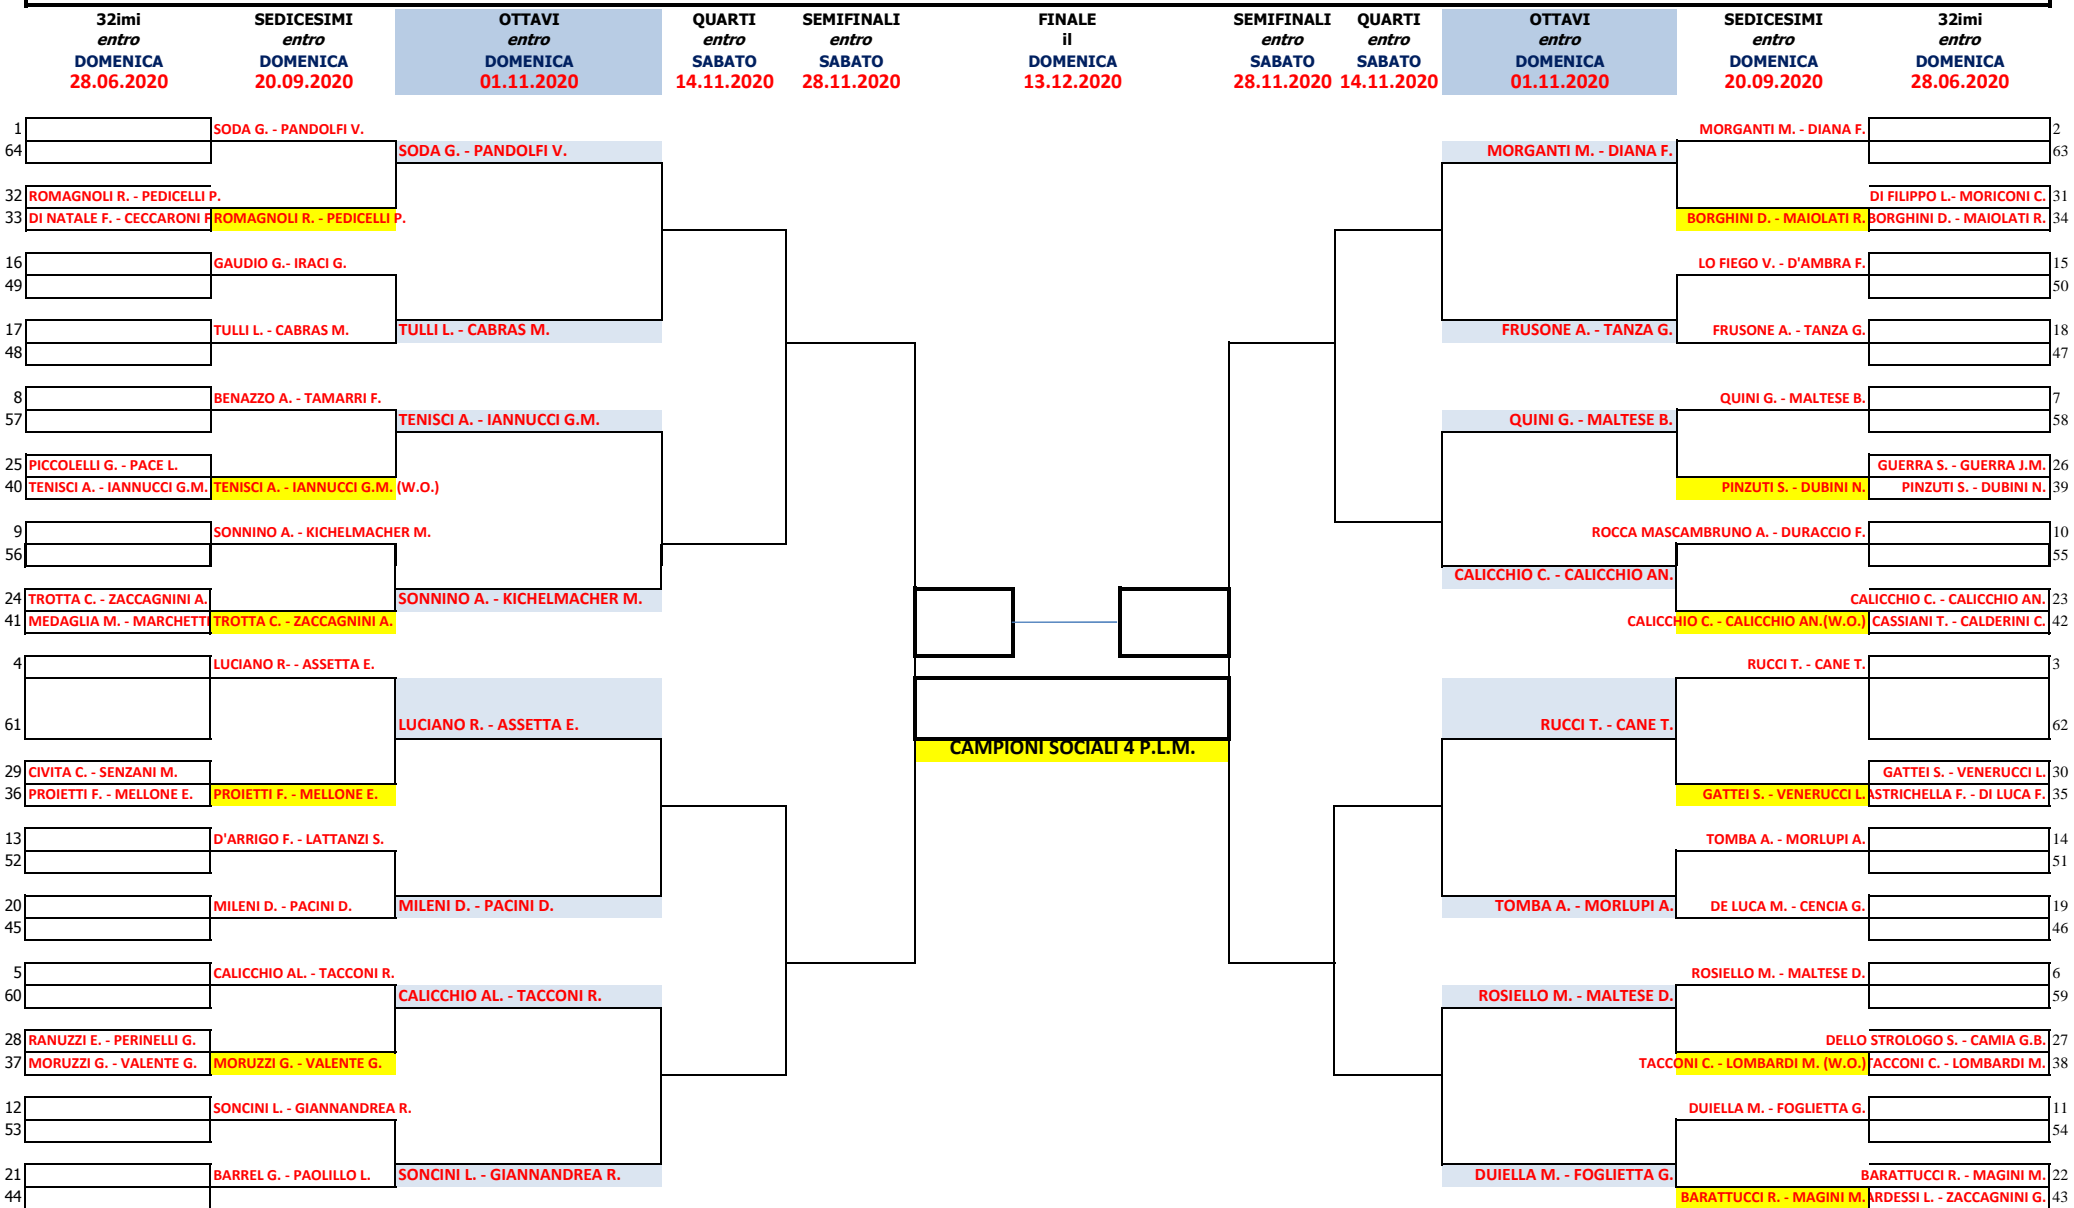 32imi SEDICESIMI OTTAVI QUARTI SEMIFINALI FINALE SEMIFINALI QUARTI OTTAVI SEDICESIMI 32imi
entro entro entro entro entro il entro entro entro entro entro
DOMENICA DOMENICA DOMENICA SABATO SABATO DOMENICA SABATO SABATO DOMENICA DOMENICA DOMENICA
28.06.2020 20.09.2020 01.11.2020 14.11.2020 28.11.2020 13.12.2020 28.11.2020 14.11.2020 01.11.2020 20.09.2020 28.06.2020
1 SODA G. - PANDOLFI V. MORGANTI M. - DIANA F. 2
64 SODA G. - PANDOLFI V. MORGANTI M. - DIANA F. 63
32 ROMAGNOLI R. - PEDICELLI P. DI FILIPPO L.- MORICONI C. 31
33 DI NATALE F. - CECCARONI F ROMAGNOLI R. - PEDICELLI P. BORGHINI D. - MAIOLATI R. BORGHINI D. - MAIOLATI R. 34
16 GAUDIO G.- IRACI G. LO FIEGO V. - D'AMBRA F. 15
49 50
17 TULLI L. - CABRAS M. TULLI L. - CABRAS M. FRUSONE A. - TANZA G. FRUSONE A. - TANZA G. 18
48 47
8 BENAZZO A. - TAMARRI F. QUINI G. - MALTESE B. 7
57 TENISCI A. - IANNUCCI G.M. QUINI G. - MALTESE B. 58
25 PICCOLELLI G. - PACE L. GUERRA S. - GUERRA J.M. 26
40 TENISCI A. - IANNUCCI G.M. TENISCI A. - IANNUCCI G.M. (W.O.) PINZUTI S. - DUBINI N. PINZUTI S. - DUBINI N. 39
9 SONNINO A. - KICHELMACHER M. ROCCA MASCAMBRUNO A. - DURACCIO F. 10
56 55
CALICCHIO C. - CALICCHIO AN.
24 TROTTA C. - ZACCAGNINI A. SONNINO A. - KICHELMACHER M. CALICCHIO C. - CALICCHIO AN. 23
41 MEDAGLIA M. - MARCHETTI TROTTA C. - ZACCAGNINI A. CALICCHIO C. - CALICCHIO AN.(W.O.) CASSIANI T. - CALDERINI C. 42
4 LUCIANO R- - ASSETTA E. RUCCI T. - CANE T. 3
61 LUCIANO R. - ASSETTA E. RUCCI T. - CANE T. 62
CAMPIONI SOCIALI 4 P.L.M.
29 CIVITA C. - SENZANI M. GATTEI S. - VENERUCCI L. 30
36 PROIETTI F. - MELLONE E. PROIETTI F. - MELLONE E. GATTEI S. - VENERUCCI L. ASTRICHELLA F. - DI LUCA F. 35
13 D'ARRIGO F. - LATTANZI S. TOMBA A. - MORLUPI A. 14
52 51
20 MILENI D. - PACINI D. MILENI D. - PACINI D. TOMBA A. - MORLUPI A. DE LUCA M. - CENCIA G. 19
45 46
5 CALICCHIO AL. - TACCONI R. ROSIELLO M. - MALTESE D. 6
60 CALICCHIO AL. - TACCONI R. ROSIELLO M. - MALTESE D. 59
28 RANUZZI E. - PERINELLI G. DELLO STROLOGO S. - CAMIA G.B. 27
37 MORUZZI G. - VALENTE G. MORUZZI G. - VALENTE G. TACCONI C. - LOMBARDI M. (W.O.) TACCONI C. - LOMBARDI M. 38
12 SONCINI L. - GIANNANDREA R. DUIELLA M. - FOGLIETTA G. 11
53 54
21 BARREL G. - PAOLILLO L. SONCINI L. - GIANNANDREA R. DUIELLA M. - FOGLIETTA G. BARATTUCCI R. - MAGINI M. 22
44 BARATTUCCI R. - MAGINI M. ARDESSI L. - ZACCAGNINI G. 43